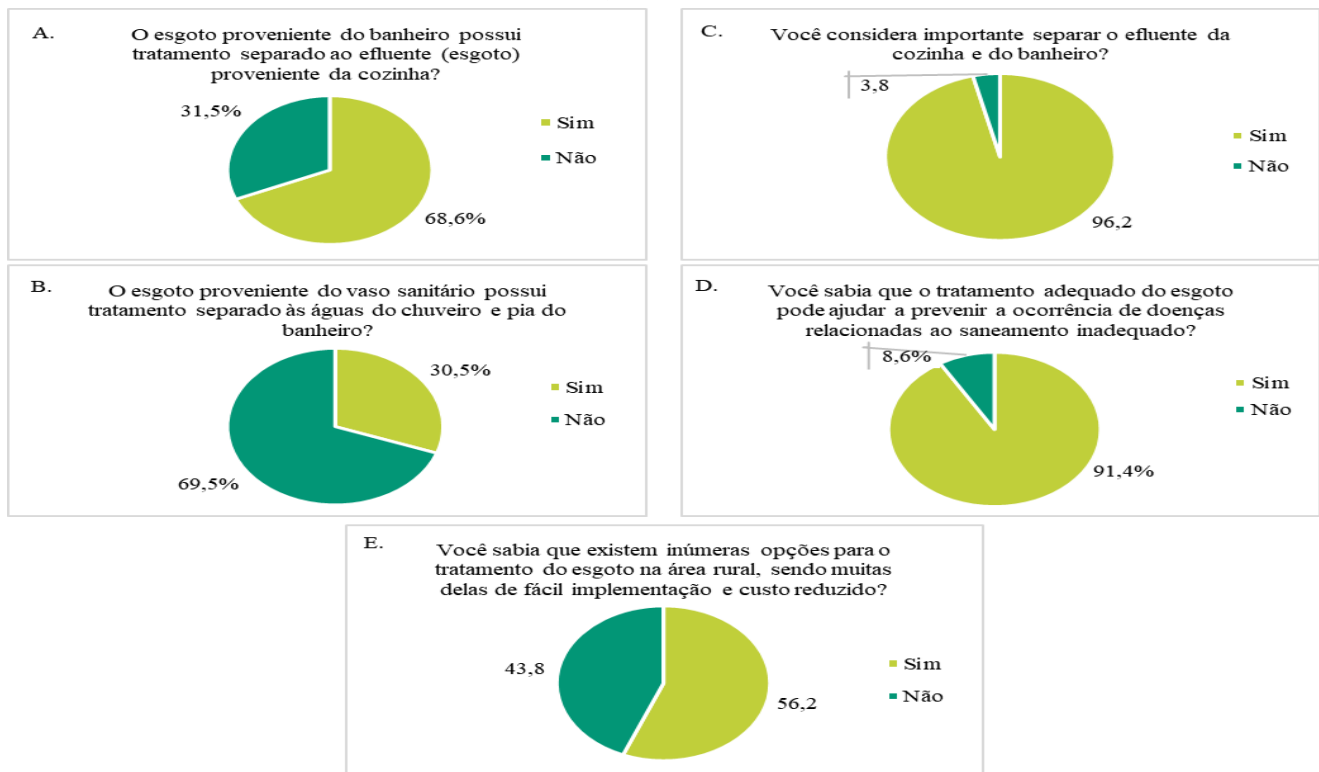 A.
O esgoto proveniente do banheiro possui
tratamento separado ao efluente (esgoto)
proveniente da cozinha?
31,5%
68,6%
Sim
Não
B.
O esgoto proveniente do vaso sanitário possui
tratamento separado às águas do chuveiro e pia do
banheiro?
30,5%
69,5%
Sim
Não
C.
Você considera importante separar o efluente da
cozinha e do banheiro?
3,8
96,2
Sim
Não
D.
Você sabia que o tratamento adequado do esgoto
pode ajudar a prevenir a ocorrência de doenças
relacionadas ao saneamento inadequado?
8,6%
91,4%
Sim
Não
E.
Você sabia que existem inúmeras opções para o
tratamento do esgoto na área rural, sendo muitas
delas de fácil implementação e custo reduzido?
43,8
56,2
Sim
Não